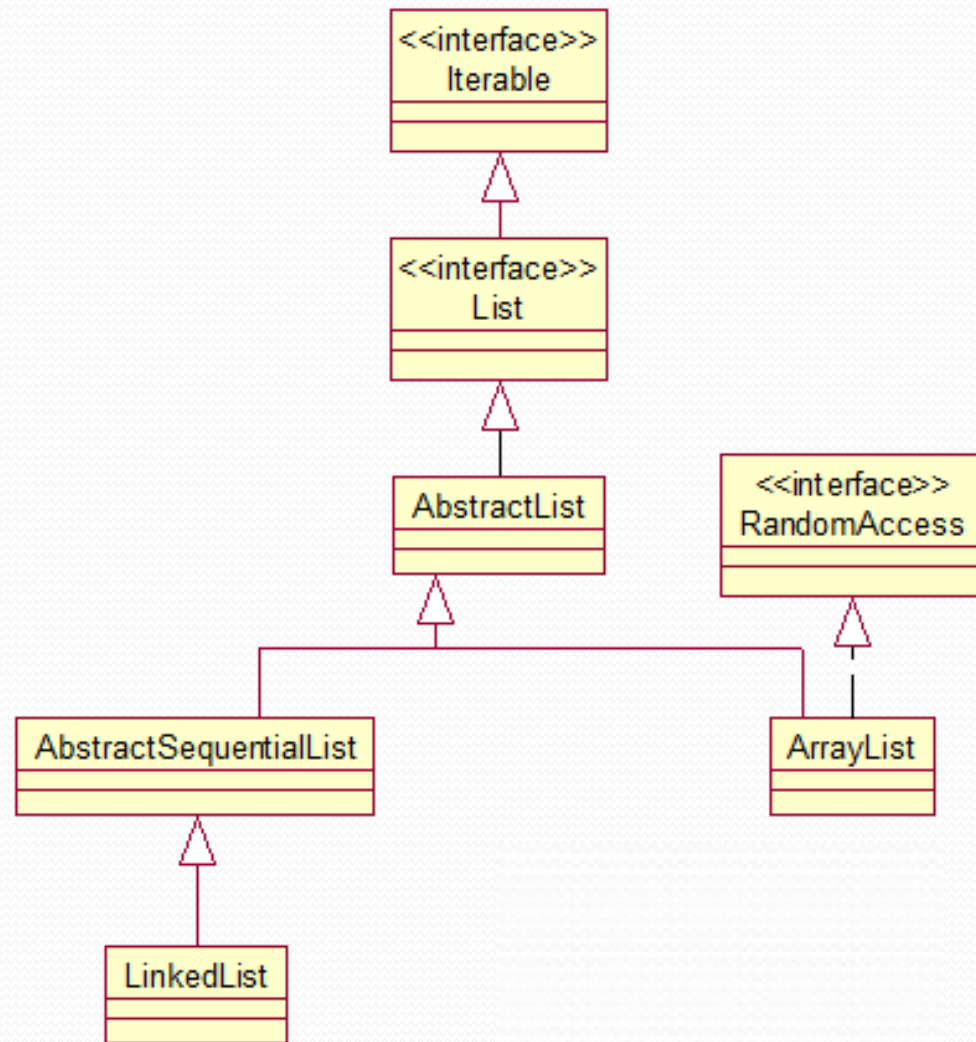 <<interface>>
Iterable
<<interface>>
List
AbstractList
<<interface>>
RandomAccess
AbstractSequentialList
ArrayList
LinkedList